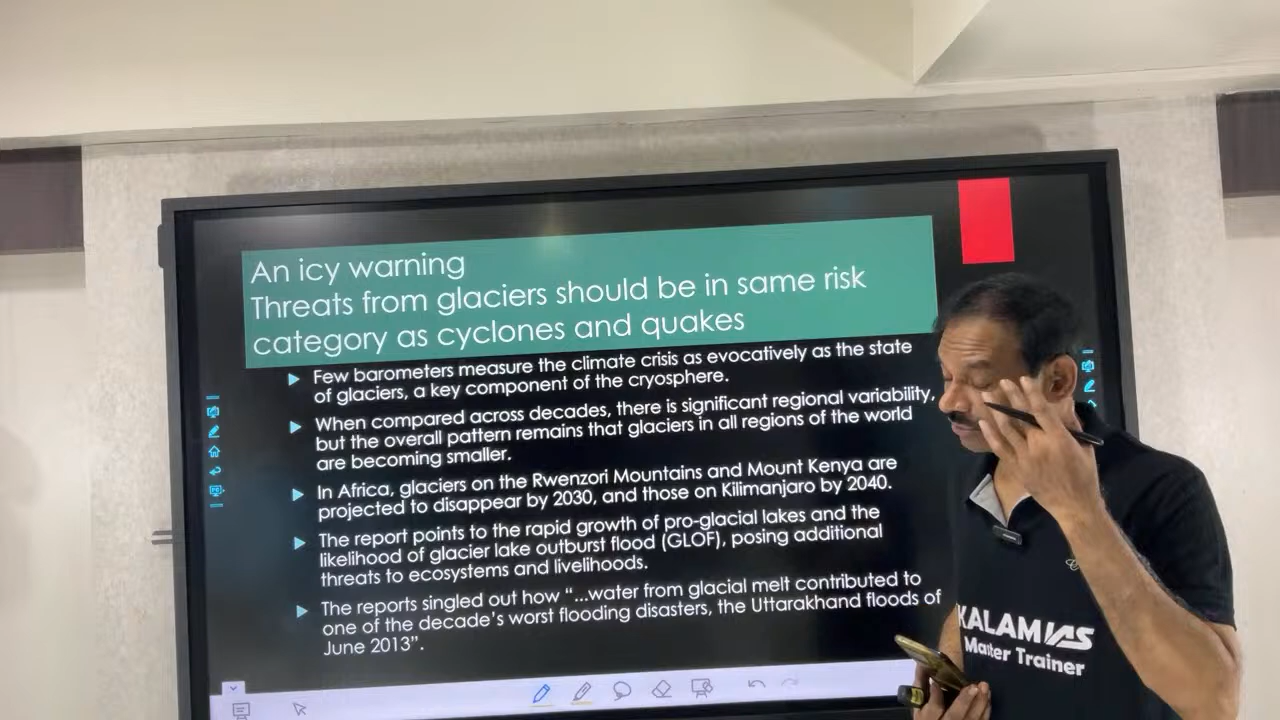 An icy warning
Threats from glaciers should be in same risk
category as cyclones and quakes
Few barometers measure the climate crisis as evocatively as the state
of glaciers, a key component of the cryosphere.
When compared across decades, there is significant regional variability,
but the overall pattern remains that glaciers in all regions of the world
are becoming smaller.
In Africa, glaciers on the Rwenzori Mountains and Mount Kenya are
projected to disappear by 2030, and those on Kilimanjaro by 2040.
The report points to the rapid growth of pro-glacial lakes and the
likelihood of glacier lake outburst flood (GLOF), posing additional
threats to ecosystems and livelihoods.
The reports singled out how “...water from glacial melt contributed to
one of the decade’s worst flooding disasters, the Uttarakhand floods of
June 2013”.
KALAM IAS
Master Trainer